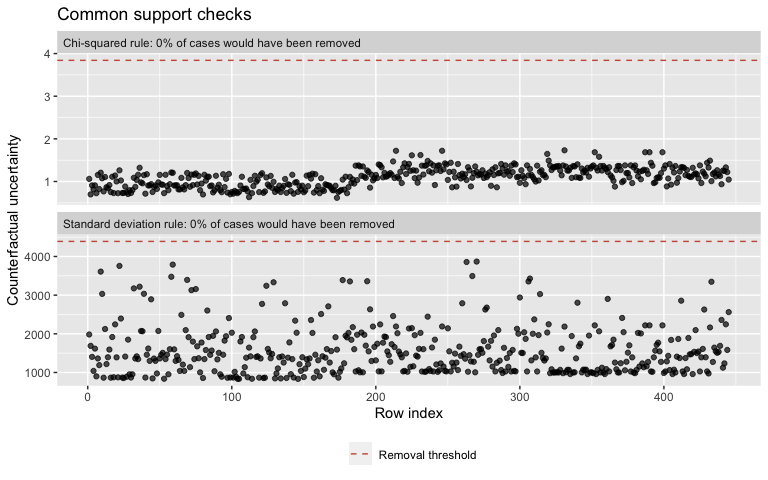 Common support checks
Chi-squared rule: 0% of cases would have been removed
4
3
2
1
Standard deviation rule: 0% of cases would have been removed
4000
3000
2000
1000
Counterfactual uncertainty
0 100 200 300 400
Row index
Removal threshold